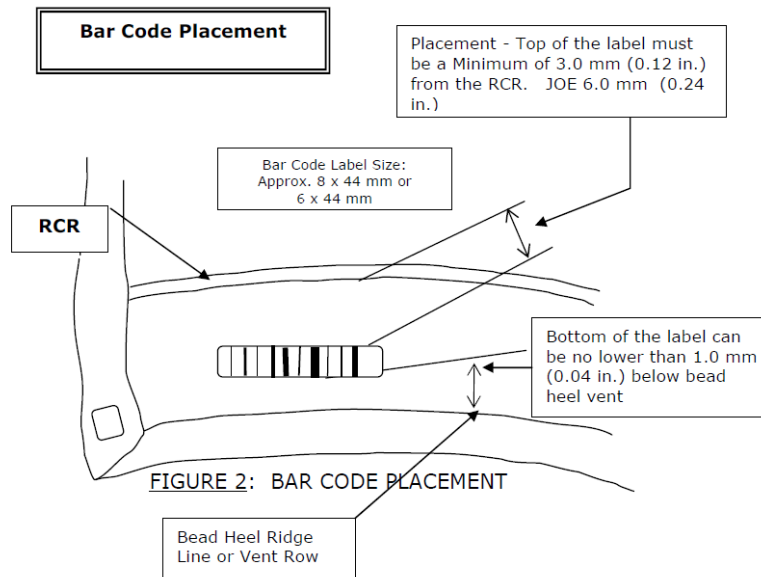 Bar Code Placement
Placement - Top of the label must
be a Minimum of 3.0 mm (0.12 in.)
from the RCR. JOE 6.0 mm (0.24
in.)
Bar Code Label Size:
Approx. 8 x 44 mm or
6 x 44 mm
RCR
Bottom of the label can
be no lower than 1.0 mm
(0.04 in.) below bead
heel vent
FIGURE 2: BAR CODE PLACEMENT
Bead Heel Ridge
Line or Vent Row